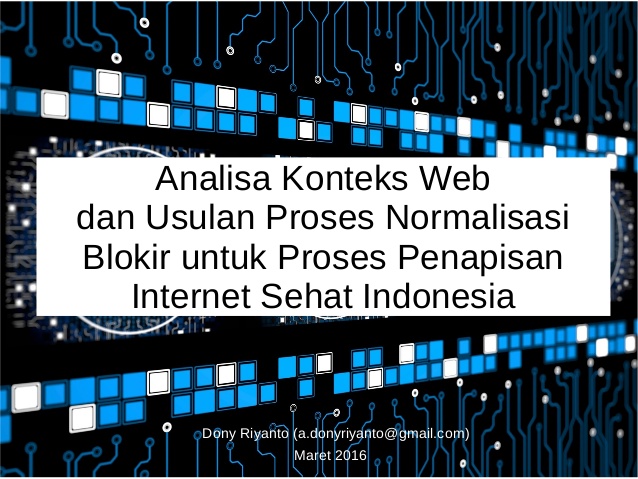 Analisa Konteks Web
dan Usulan Proses Normalisasi
Blokir untuk Proses Penapisan
Internet Sehat Indonesia
Dony Riyanto (a.donyriyanto@gmail.com)
Maret 2016